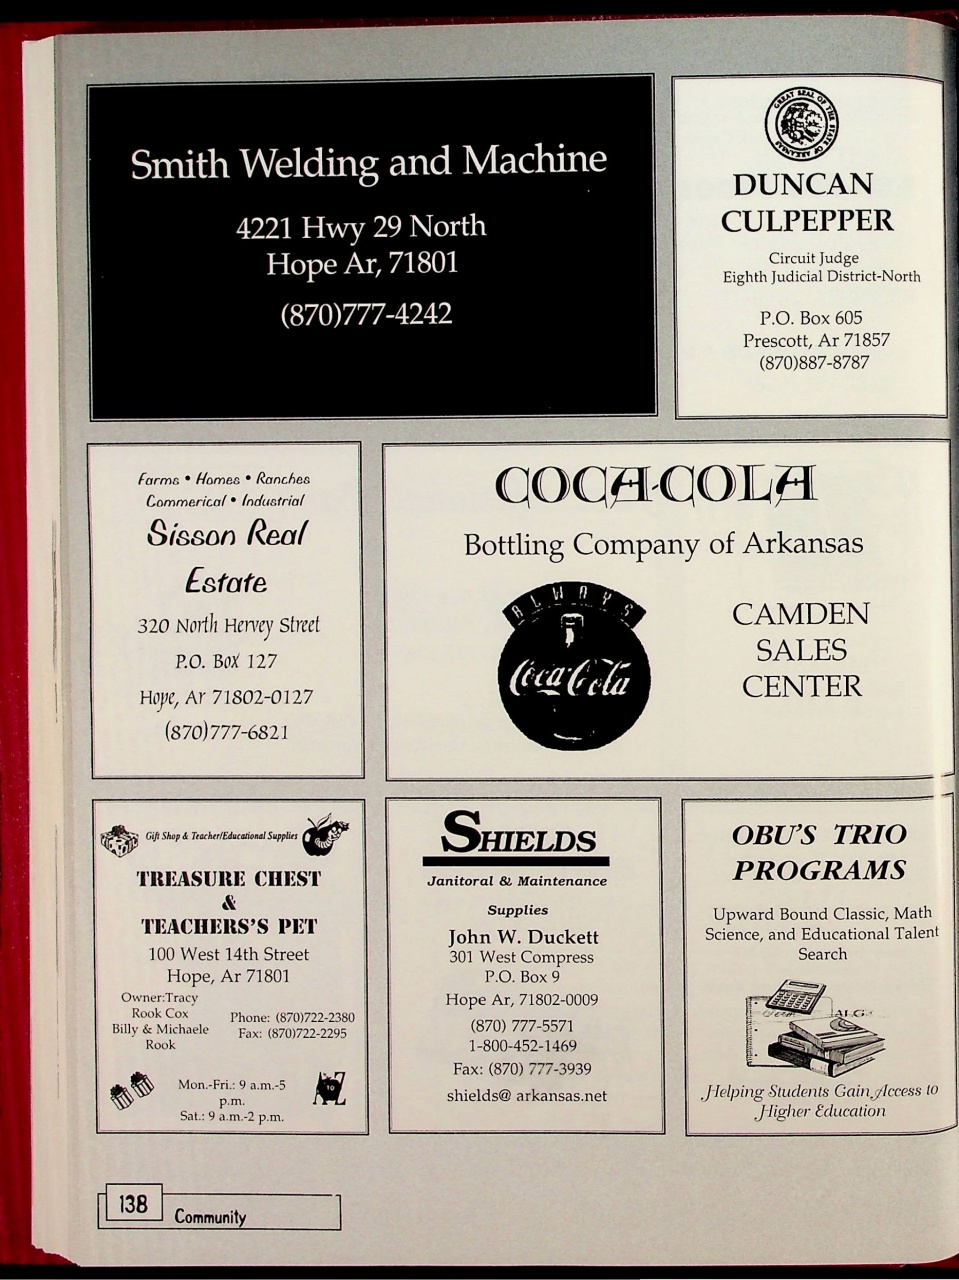 Smith Welding and Machine
4221 Hwy 29 North
Hope Ar, 71801
(870)777-4242
GREAT SEAL OF THE STATE OF ARKANSAS
DUNCAN
CULPEPPER
Circuit Judge
Eighth Judicial District-North
P.O. Box 605
Prescott, Ar 71857
(870)887-8787
Farms • Homes • Ranches
Commerical • Industrial
Sisson Real
Estate
320 North Hervey Street
P.O. Box 127
Hope, Ar 71802-0127
(870)777-6821
COCA-COLA
Bottling Company of Arkansas
ALWAYS
Coca-Cola
CAMDEN
SALES
CENTER
Gift Shop & Teacher/Educational Supplies
TREASURE CHEST
&
TEACHERS'S PET
100 West 14th Street
Hope, Ar 71801
Owner:Tracy
Rook Cox
Billy & Michaele
Rook
Phone: (870)722-2380
Fax: (870)722-2295
Mon.-Fri.: 9 a.m.-5
p.m.
Sat.: 9 a.m.-2 p.m.
A TO Z
SHIELDS
Janitoral & Maintenance
Supplies
John W. Duckett
301 West Compress
P.O. Box 9
Hope Ar, 71802-0009
(870) 777-5571
1-800-452-1469
Fax: (870) 777-3939
shields@ arkansas.net
OBU'S TRIO
PROGRAMS
Upward Bound Classic, Math
Science, and Educational Talent
Search
Helping Students Gain Access to
Higher Education
138
Community